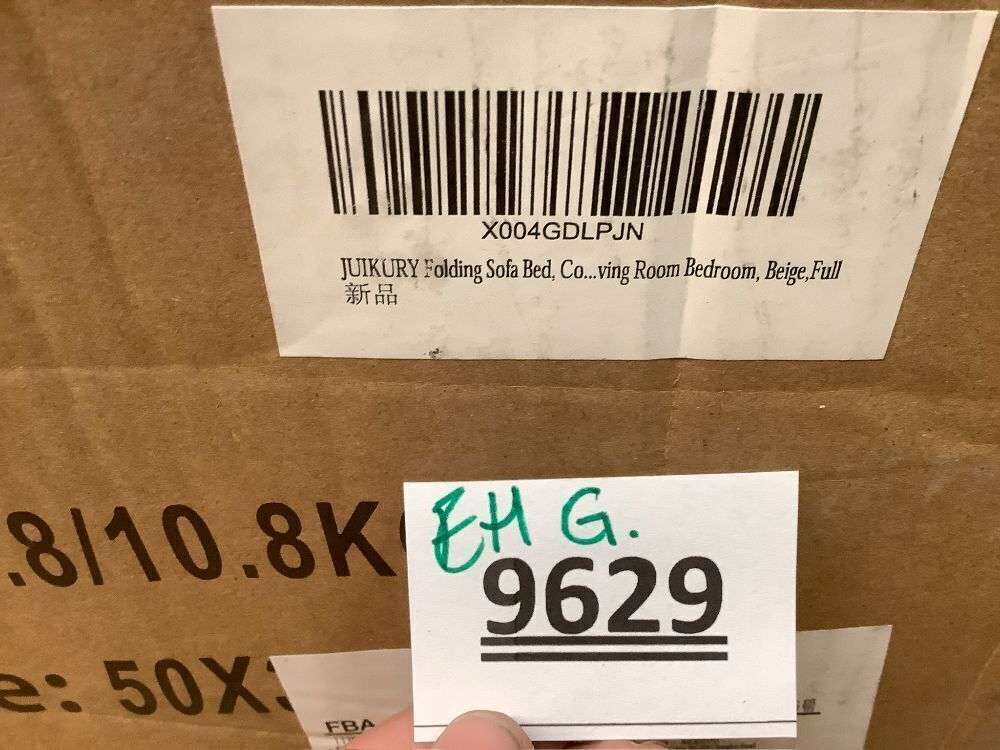 X004GDLPJN
JUIKURY Folding Sofa Bed, Co...ving Room Bedroom, Beige,Full
新品
EH G.
9629
.8/10.8K
e: 50X
FBA